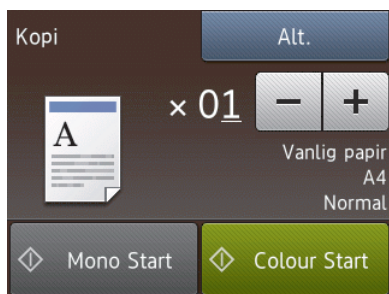 Kopi
Alt.
× 01
− +
A
Vanlig papir
A4
Normal
Mono Start
Colour Start